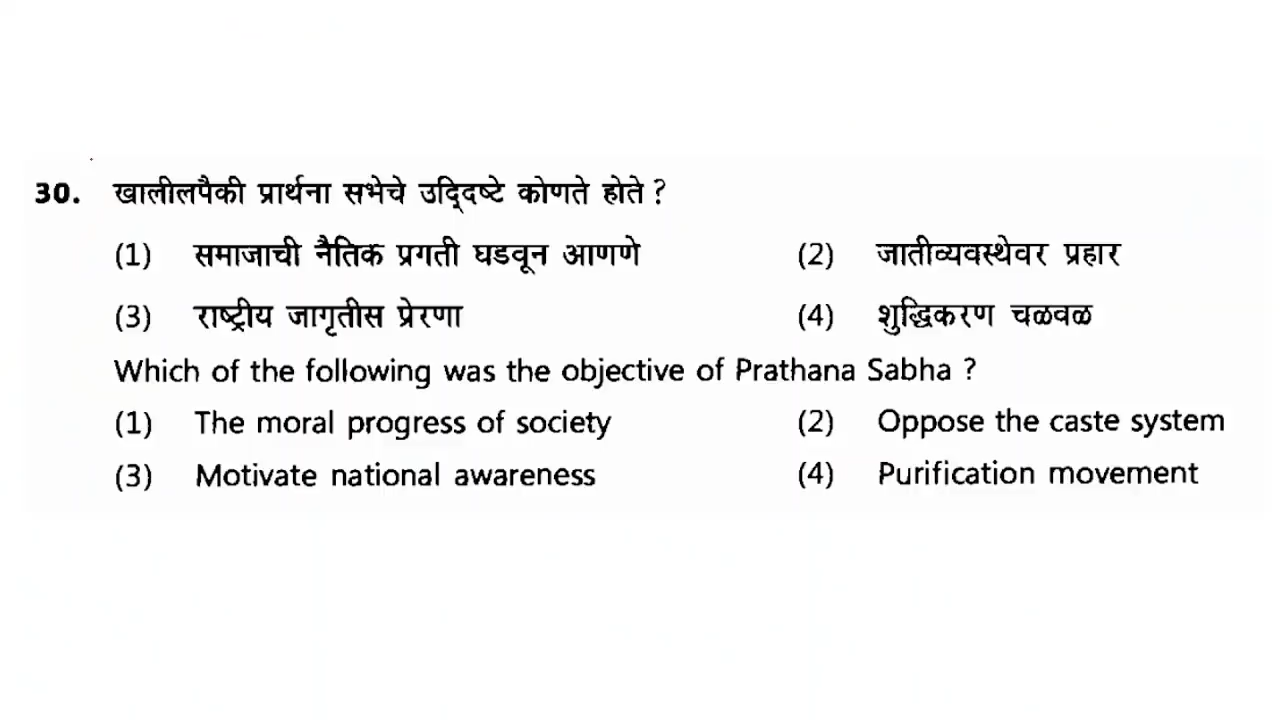 30. खालीलपैकी प्रार्थना सभेचे उद्दिष्टे कोणते होते ?
(1) समाजाची नैतिक प्रगती घडवून आणणे (2) जातीव्यवस्थेवर प्रहार
(3) राष्ट्रीय जागृतीस प्रेरणा (4) शुद्धिकरण चळवळ
Which of the following was the objective of Prathana Sabha ?
(1) The moral progress of society (2) Oppose the caste system
(3) Motivate national awareness (4) Purification movement